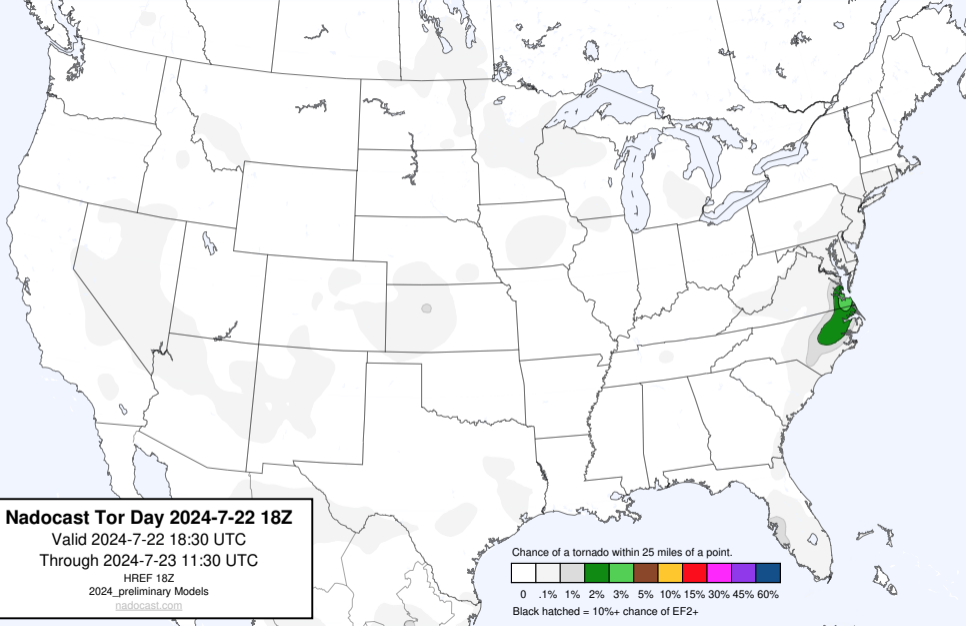 Nadocast Tor Day 2024-7-22 18Z
Valid 2024-7-22 18:30 UTC
Through 2024-7-23 11:30 UTC
HREF 18Z
2024_preliminary Models
nadocast.com
Chance of a tornado within 25 miles of a point.
0 .1% 1% 2% 3% 5% 10% 15% 30% 45% 60%
Black hatched = 10%+ chance of EF2+